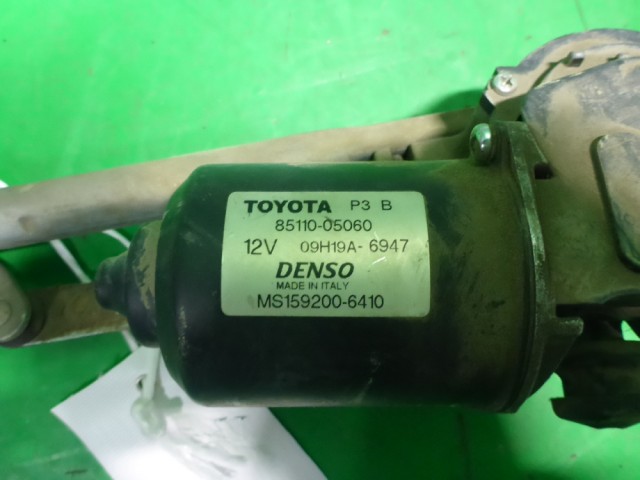 TOYOTA P3 B
85110-05060
12V 09H19A-6947
DENSO
MADE IN ITALY
MS159200-6410